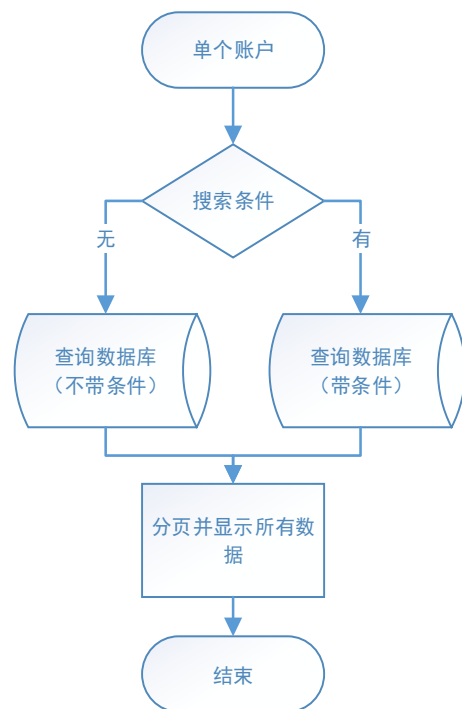 单个账户
搜索条件
无
有
查询数据库
（不带条件）
查询数据库
（带条件）
分页并显示所有数
据
结束